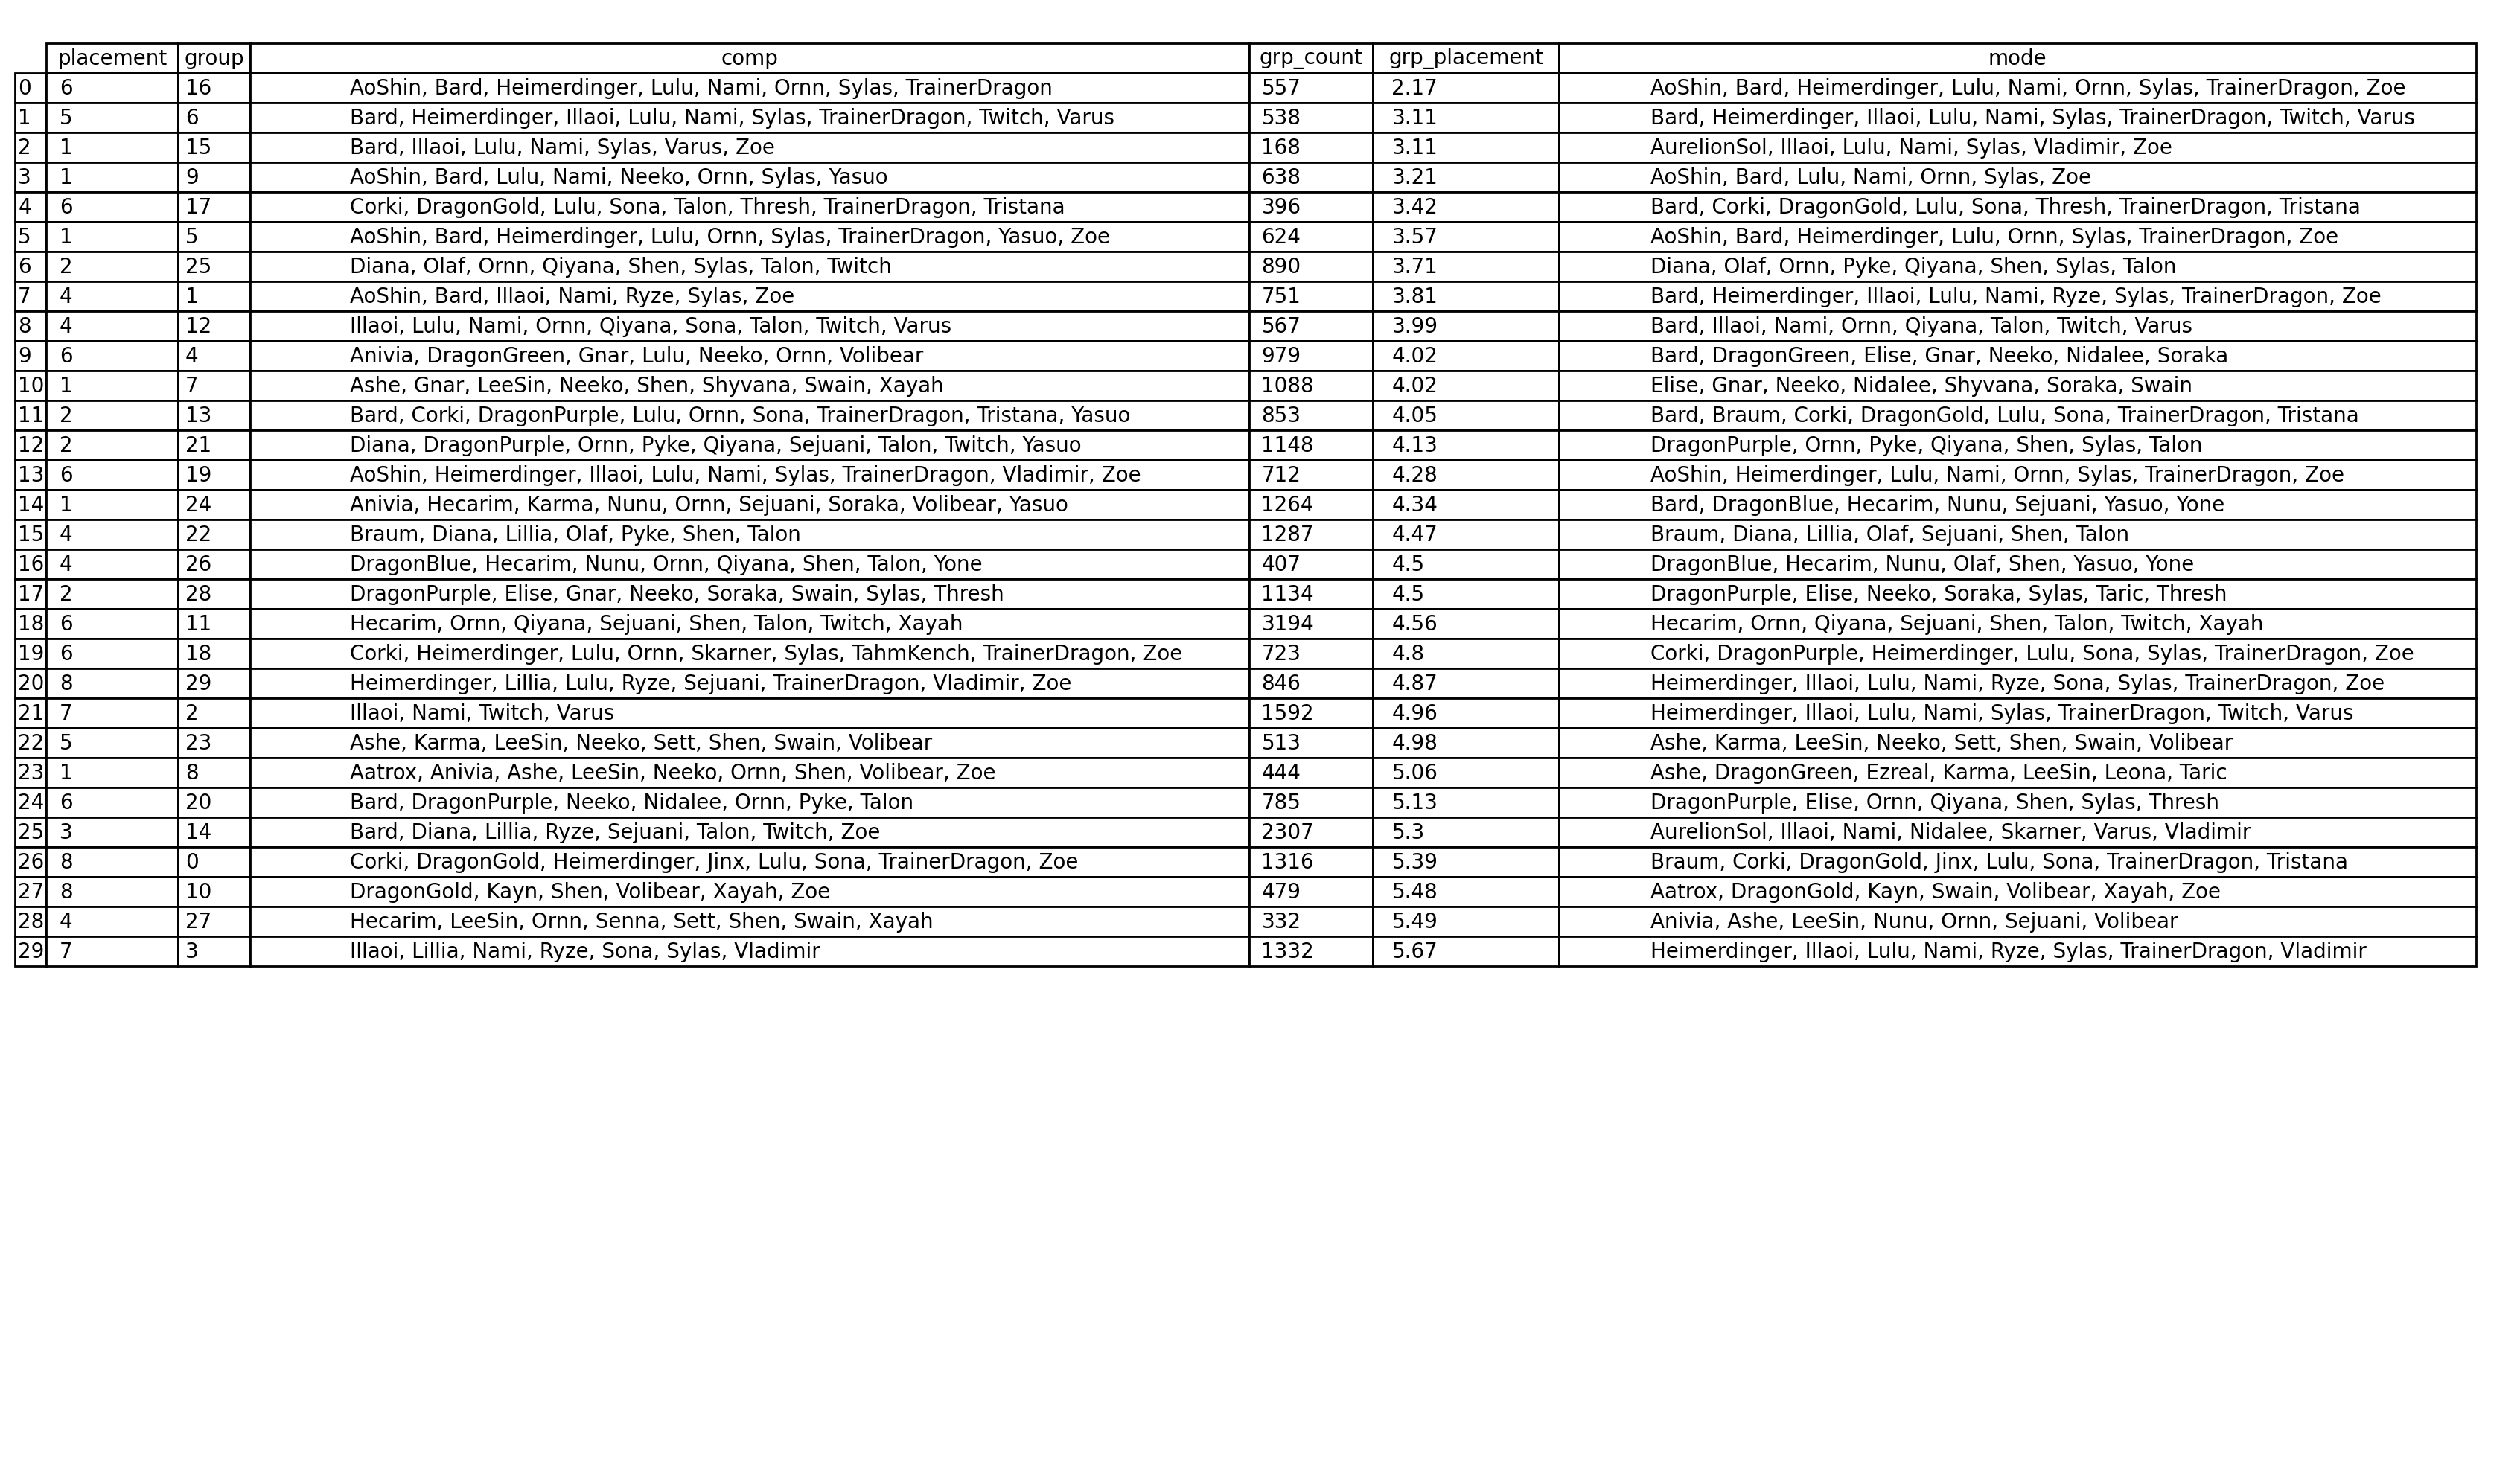 placement group comp grp_count grp_placement mode
0 6 16 AoShin, Bard, Heimerdinger, Lulu, Nami, Ornn, Sylas, TrainerDragon 557 2.17 AoShin, Bard, Heimerdinger, Lulu, Nami, Ornn, Sylas, TrainerDragon, Zoe
1 5 6 Bard, Heimerdinger, Illaoi, Lulu, Nami, Sylas, TrainerDragon, Twitch, Varus 538 3.11 Bard, Heimerdinger, Illaoi, Lulu, Nami, Sylas, TrainerDragon, Twitch, Varus
2 1 15 Bard, Illaoi, Lulu, Nami, Sylas, Varus, Zoe 168 3.11 AurelionSol, Illaoi, Lulu, Nami, Sylas, Vladimir, Zoe
3 1 9 AoShin, Bard, Lulu, Nami, Neeko, Ornn, Sylas, Yasuo 638 3.21 AoShin, Bard, Lulu, Nami, Ornn, Sylas, Zoe
4 6 17 Corki, DragonGold, Lulu, Sona, Talon, Thresh, TrainerDragon, Tristana 396 3.42 Bard, Corki, DragonGold, Lulu, Sona, Thresh, TrainerDragon, Tristana
5 1 5 AoShin, Bard, Heimerdinger, Lulu, Ornn, Sylas, TrainerDragon, Yasuo, Zoe 624 3.57 AoShin, Bard, Heimerdinger, Lulu, Ornn, Sylas, TrainerDragon, Zoe
6 2 25 Diana, Olaf, Ornn, Qiyana, Shen, Sylas, Talon, Twitch 890 3.71 Diana, Olaf, Ornn, Pyke, Qiyana, Shen, Sylas, Talon
7 4 1 AoShin, Bard, Illaoi, Nami, Ryze, Sylas, Zoe 751 3.81 Bard, Heimerdinger, Illaoi, Lulu, Nami, Ryze, Sylas, TrainerDragon, Zoe
8 4 12 Illaoi, Lulu, Nami, Ornn, Qiyana, Sona, Talon, Twitch, Varus 567 3.99 Bard, Illaoi, Nami, Ornn, Qiyana, Talon, Twitch, Varus
9 6 4 Anivia, DragonGreen, Gnar, Lulu, Neeko, Ornn, Volibear 979 4.02 Bard, DragonGreen, Elise, Gnar, Neeko, Nidalee, Soraka
10 1 7 Ashe, Gnar, LeeSin, Neeko, Shen, Shyvana, Swain, Xayah 1088 4.02 Elise, Gnar, Neeko, Nidalee, Shyvana, Soraka, Swain
11 2 13 Bard, Corki, DragonPurple, Lulu, Ornn, Sona, TrainerDragon, Tristana, Yasuo 853 4.05 Bard, Braum, Corki, DragonGold, Lulu, Sona, TrainerDragon, Tristana
12 2 21 Diana, DragonPurple, Ornn, Pyke, Qiyana, Sejuani, Talon, Twitch, Yasuo 1148 4.13 DragonPurple, Ornn, Pyke, Qiyana, Shen, Sylas, Talon
13 6 19 AoShin, Heimerdinger, Illaoi, Lulu, Nami, Sylas, TrainerDragon, Vladimir, Zoe 712 4.28 AoShin, Heimerdinger, Lulu, Nami, Ornn, Sylas, TrainerDragon, Zoe
14 1 24 Anivia, Hecarim, Karma, Nunu, Ornn, Sejuani, Soraka, Volibear, Yasuo 1264 4.34 Bard, DragonBlue, Hecarim, Nunu, Sejuani, Yasuo, Yone
15 4 22 Braum, Diana, Lillia, Olaf, Pyke, Shen, Talon 1287 4.47 Braum, Diana, Lillia, Olaf, Sejuani, Shen, Talon
16 4 26 DragonBlue, Hecarim, Nunu, Ornn, Qiyana, Shen, Talon, Yone 407 4.5 DragonBlue, Hecarim, Nunu, Olaf, Shen, Yasuo, Yone
17 2 28 DragonPurple, Elise, Gnar, Neeko, Soraka, Swain, Sylas, Thresh 1134 4.5 DragonPurple, Elise, Neeko, Soraka, Sylas, Taric, Thresh
18 6 11 Hecarim, Ornn, Qiyana, Sejuani, Shen, Talon, Twitch, Xayah 3194 4.56 Hecarim, Ornn, Qiyana, Sejuani, Shen, Talon, Twitch, Xayah
19 6 18 Corki, Heimerdinger, Lulu, Ornn, Skarner, Sylas, TahmKench, TrainerDragon, Zoe 723 4.8 Corki, DragonPurple, Heimerdinger, Lulu, Sona, Sylas, TrainerDragon, Zoe
20 8 29 Heimerdinger, Lillia, Lulu, Ryze, Sejuani, TrainerDragon, Vladimir, Zoe 846 4.87 Heimerdinger, Illaoi, Lulu, Nami, Ryze, Sona, Sylas, TrainerDragon, Zoe
21 7 2 Illaoi, Nami, Twitch, Varus 1592 4.96 Heimerdinger, Illaoi, Lulu, Nami, Sylas, TrainerDragon, Twitch, Varus
22 5 23 Ashe, Karma, LeeSin, Neeko, Sett, Shen, Swain, Volibear 513 4.98 Ashe, Karma, LeeSin, Neeko, Sett, Shen, Swain, Volibear
23 1 8 Aatrox, Anivia, Ashe, LeeSin, Neeko, Ornn, Shen, Volibear, Zoe 444 5.06 Ashe, DragonGreen, Ezreal, Karma, LeeSin, Leona, Taric
24 6 20 Bard, DragonPurple, Neeko, Nidalee, Ornn, Pyke, Talon 785 5.13 DragonPurple, Elise, Ornn, Qiyana, Shen, Sylas, Thresh
25 3 14 Bard, Diana, Lillia, Ryze, Sejuani, Talon, Twitch, Zoe 2307 5.3 AurelionSol, Illaoi, Nami, Nidalee, Skarner, Varus, Vladimir
26 8 0 Corki, DragonGold, Heimerdinger, Jinx, Lulu, Sona, TrainerDragon, Zoe 1316 5.39 Braum, Corki, DragonGold, Jinx, Lulu, Sona, TrainerDragon, Tristana
27 8 10 DragonGold, Kayn, Shen, Volibear, Xayah, Zoe 479 5.48 Aatrox, DragonGold, Kayn, Swain, Volibear, Xayah, Zoe
28 4 27 Hecarim, LeeSin, Ornn, Senna, Sett, Shen, Swain, Xayah 332 5.49 Anivia, Ashe, LeeSin, Nunu, Ornn, Sejuani, Volibear
29 7 3 Illaoi, Lillia, Nami, Ryze, Sona, Sylas, Vladimir 1332 5.67 Heimerdinger, Illaoi, Lulu, Nami, Ryze, Sylas, TrainerDragon, Vladimir